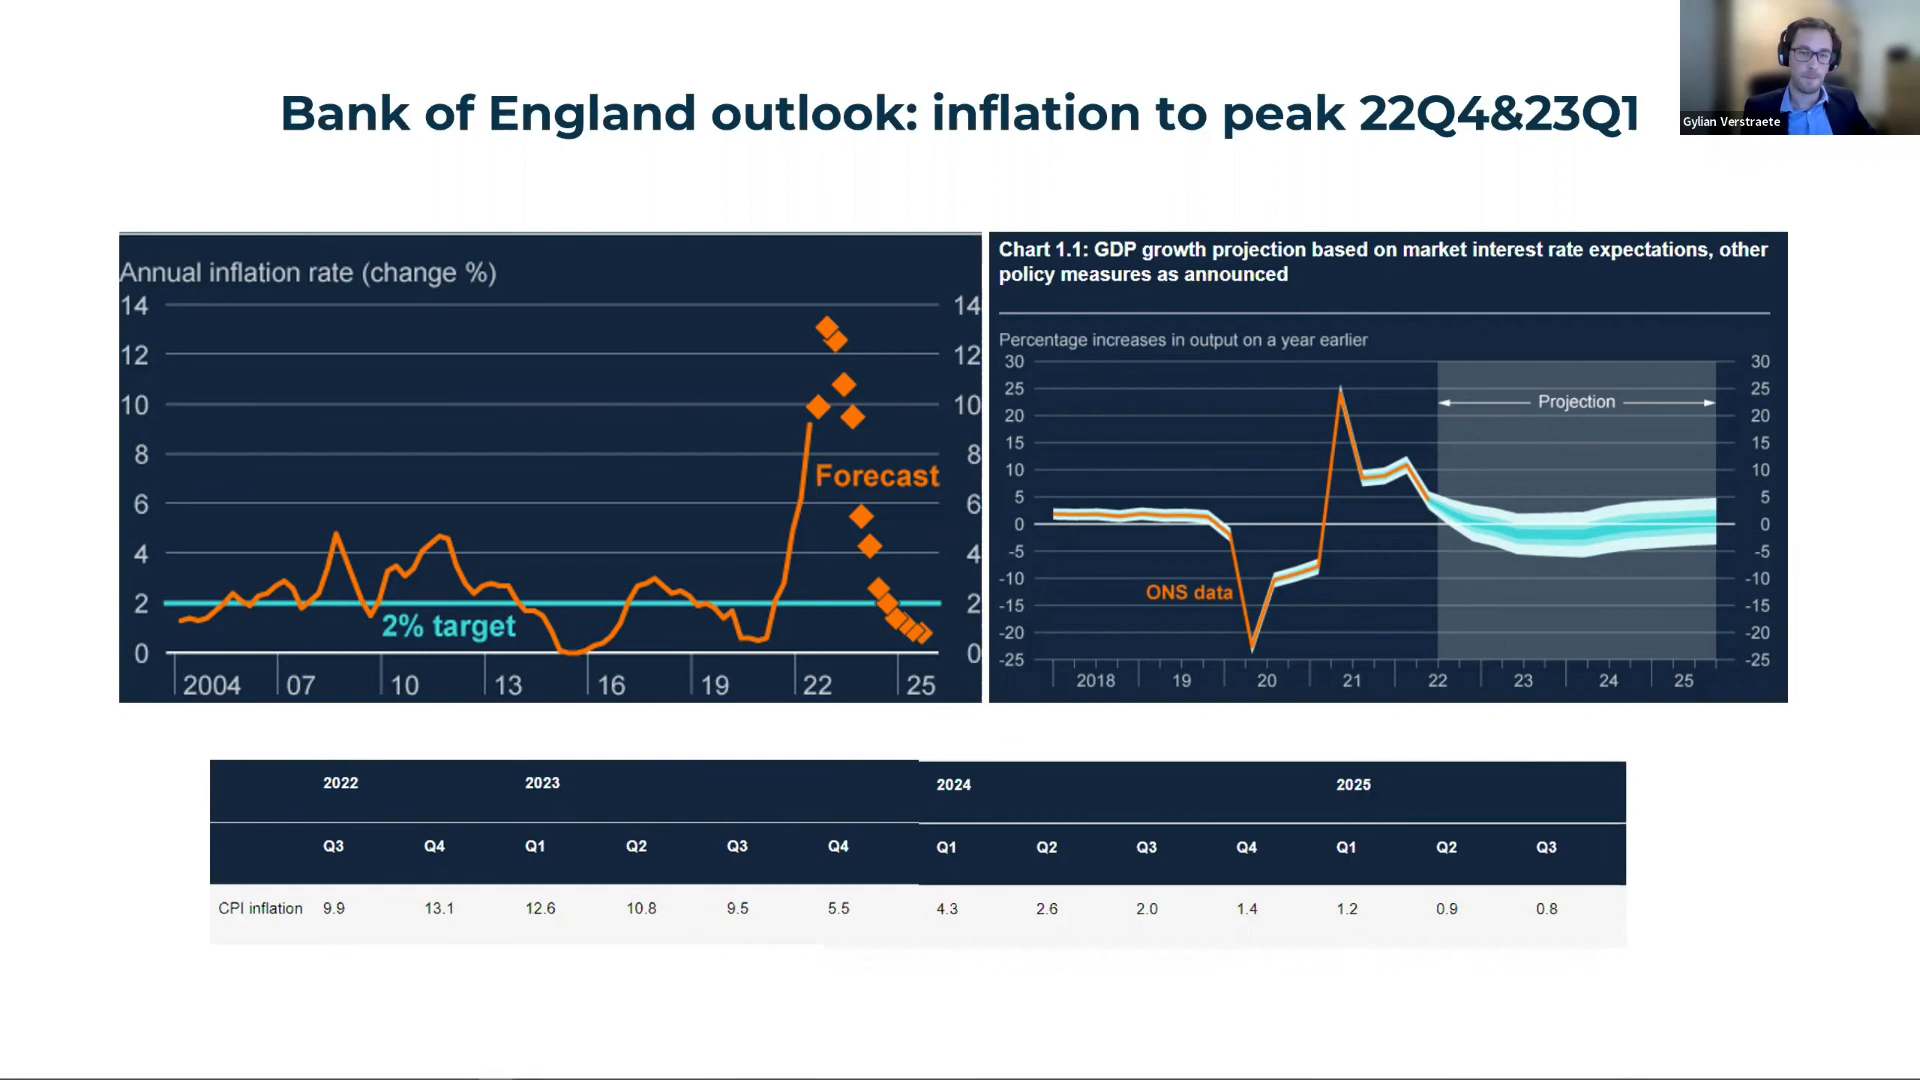 Bank of England outlook: inflation to peak 22Q4&23Q1
Gylian Verstraete
Annual inflation rate (change %)
14 14
12 12
10 10
8 8
Forecast
6 6
4 4
2 2
2% target
0 0
2004 07 10 13 16 19 22 25
Chart 1.1: GDP growth projection based on market interest rate expectations, other
policy measures as announced
Percentage increases in output on a year earlier
30 30
25 25
Projection
20 20
15 15
10 10
5 5
0 0
-5 -5
-10 -10
ONS data
-15 -15
-20 -20
-25 -25
2018 19 20 21 22 23 24 25
2022 2023 2024 2025
Q3 Q4 Q1 Q2 Q3 Q4 Q1 Q2 Q3 Q4 Q1 Q2 Q3
CPI inflation 9.9 13.1 12.6 10.8 9.5 5.5 4.3 2.6 2.0 1.4 1.2 0.9 0.8